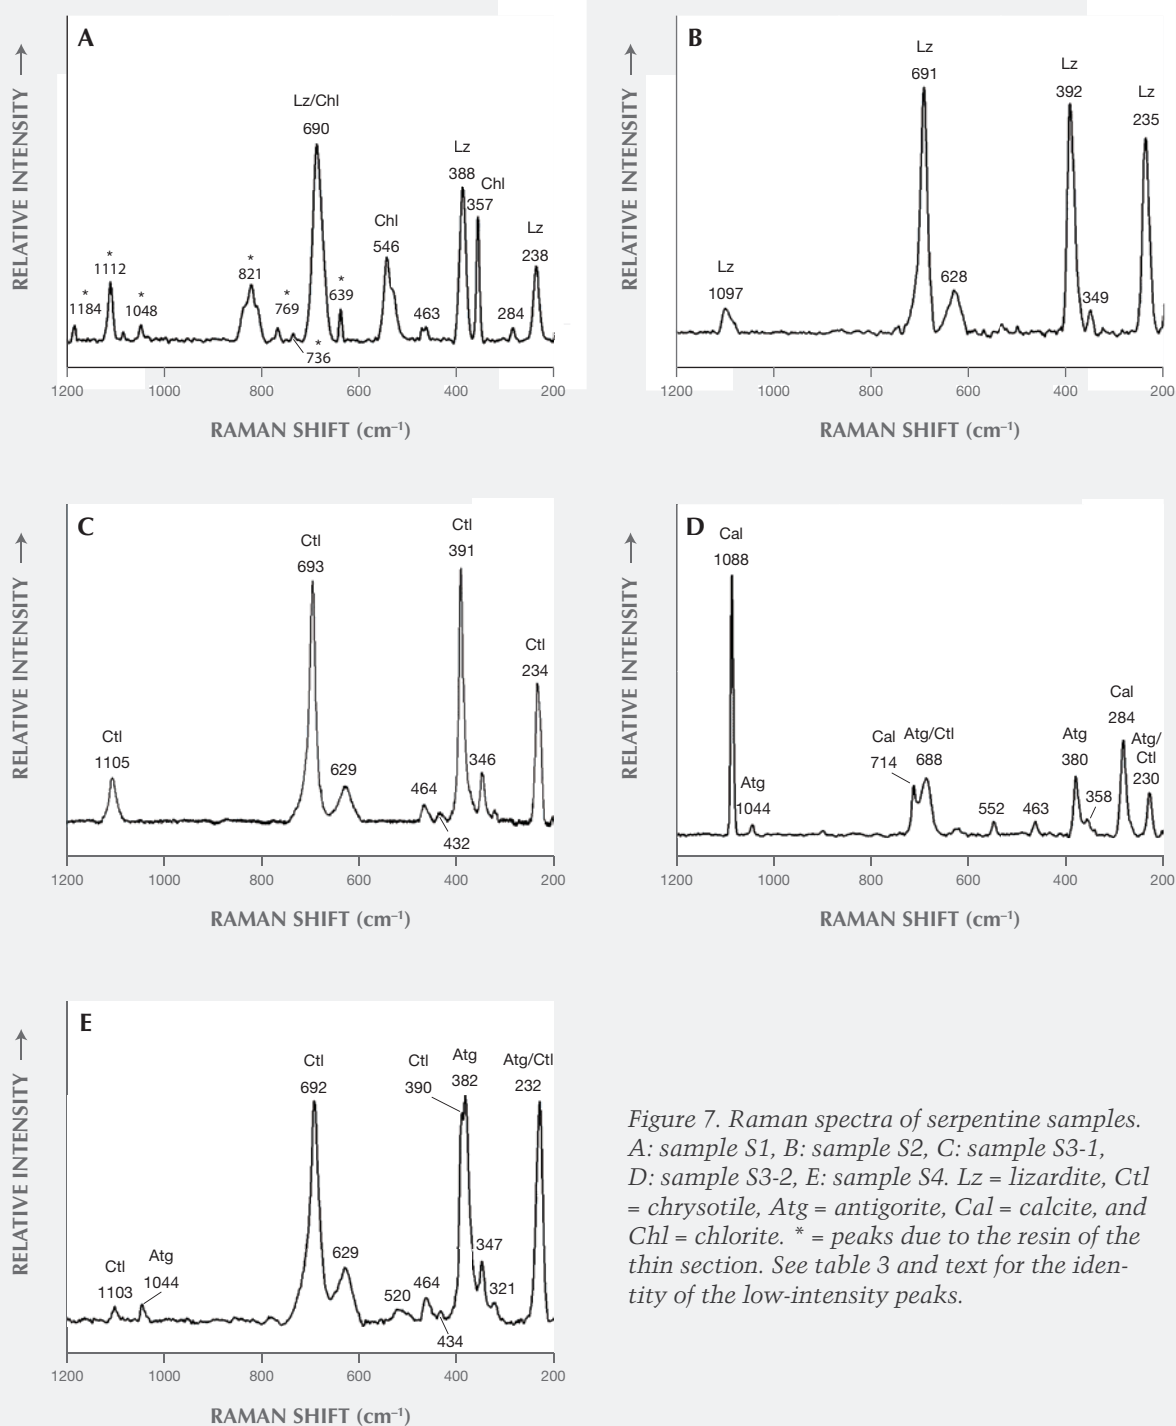 A
RELATIVE INTENSITY →
Lz/Chl
690
Lz
388
Chl
357
Chl
546
Lz
238
*
1112
*
1184
*
1048
*
821
*
769
*
639
463
284
*
736
1200 1000 800 600 400 200
RAMAN SHIFT (cm⁻¹)
B
RELATIVE INTENSITY →
Lz
691
Lz
392
Lz
235
Lz
1097
628
349
1200 1000 800 600 400 200
RAMAN SHIFT (cm⁻¹)
C
RELATIVE INTENSITY →
Ctl
693
Ctl
391
Ctl
234
Ctl
1105
629
464
346
432
1200 1000 800 600 400 200
RAMAN SHIFT (cm⁻¹)
D
RELATIVE INTENSITY →
Cal
1088
Atg
1044
Cal
714
Atg/Ctl
688
552
463
Atg
380
358
Cal
284
Atg/
Ctl
230
1200 1000 800 600 400 200
RAMAN SHIFT (cm⁻¹)
E
RELATIVE INTENSITY →
Ctl
692
Ctl
390
Atg
382
Atg/Ctl
232
Ctl
1103
Atg
1044
629
520
464
347
321
434
1200 1000 800 600 400 200
RAMAN SHIFT (cm⁻¹)
Figure 7. Raman spectra of serpentine samples.
A: sample S1, B: sample S2, C: sample S3-1,
D: sample S3-2, E: sample S4. Lz = lizardite, Ctl
= chrysotile, Atg = antigorite, Cal = calcite, and
Chl = chlorite. * = peaks due to the resin of the
thin section. See table 3 and text for the iden-
tity of the low-intensity peaks.